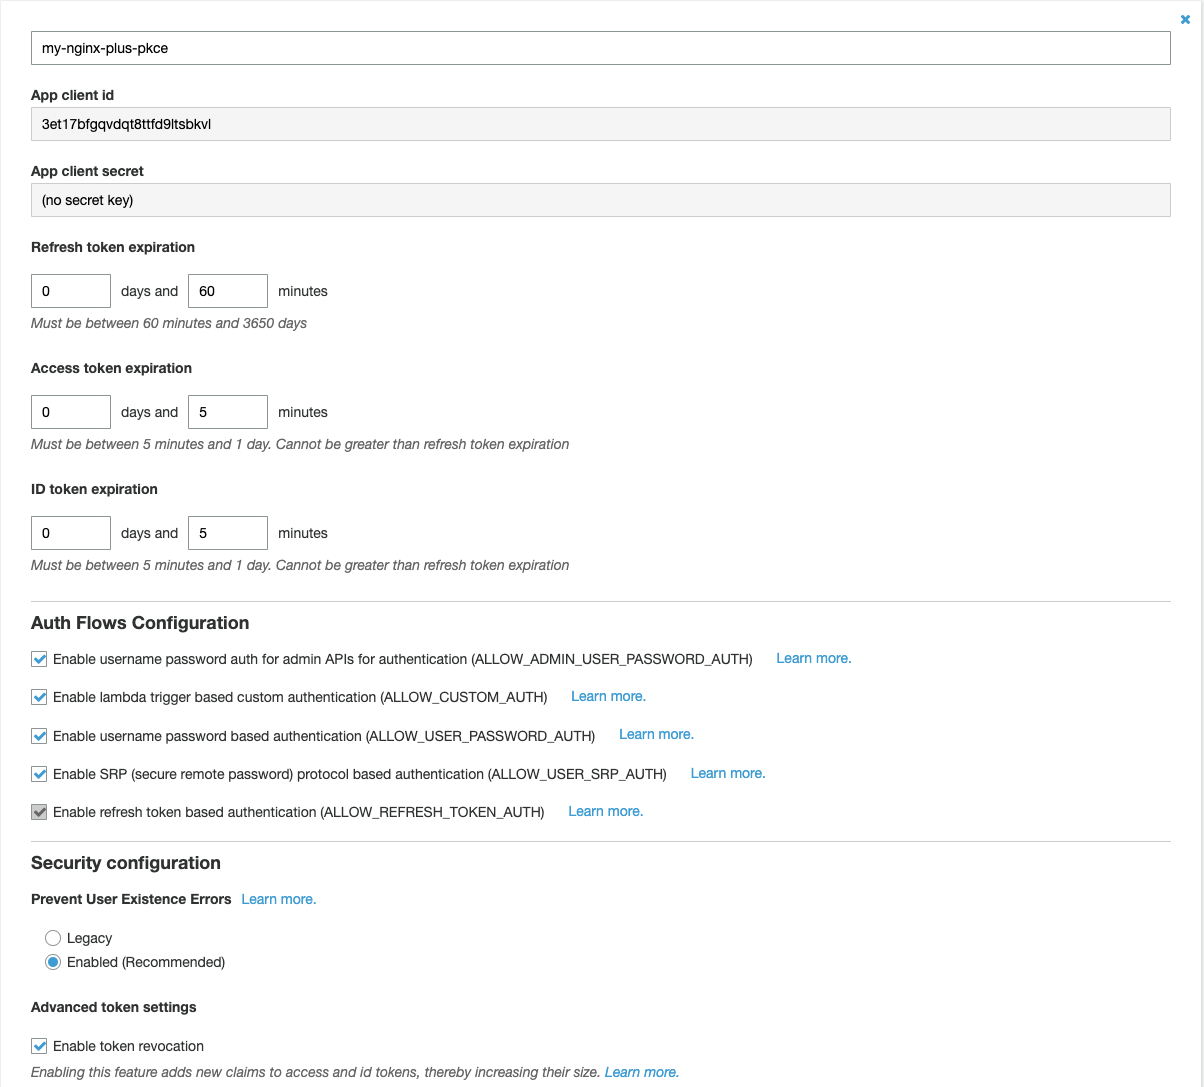 my-nginx-plus-pkce
App client id
3et17bfgqvdqt8ttfd9ltsbkvl
App client secret
(no secret key)
Refresh token expiration
0 days and 60 minutes
Must be between 60 minutes and 3650 days
Access token expiration
0 days and 5 minutes
Must be between 5 minutes and 1 day. Cannot be greater than refresh token expiration
ID token expiration
0 days and 5 minutes
Must be between 5 minutes and 1 day. Cannot be greater than refresh token expiration
Auth Flows Configuration
Enable username password auth for admin APIs for authentication (ALLOW_ADMIN_USER_PASSWORD_AUTH) Learn more.
Enable lambda trigger based custom authentication (ALLOW_CUSTOM_AUTH) Learn more.
Enable username password based authentication (ALLOW_USER_PASSWORD_AUTH) Learn more.
Enable SRP (secure remote password) protocol based authentication (ALLOW_USER_SRP_AUTH) Learn more.
Enable refresh token based authentication (ALLOW_REFRESH_TOKEN_AUTH) Learn more.
Security configuration
Prevent User Existence Errors Learn more.
Legacy
Enabled (Recommended)
Advanced token settings
Enable token revocation
Enabling this feature adds new claims to access and id tokens, thereby increasing their size. Learn more.